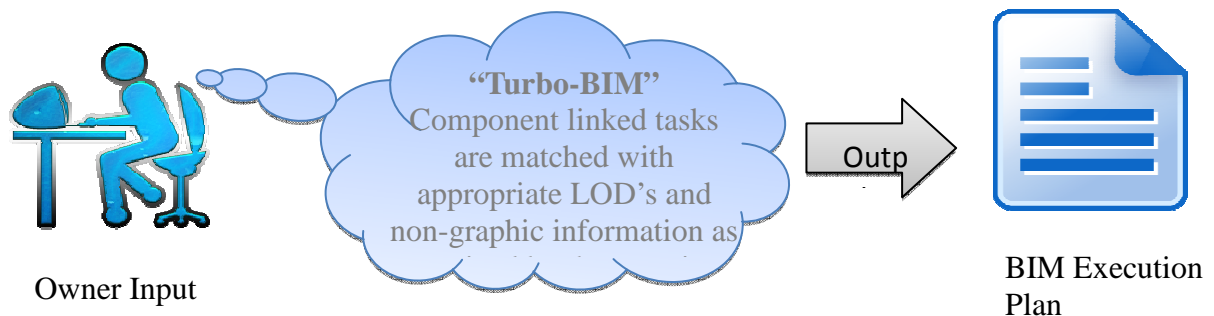 “Turbo-BIM”
Component linked tasks
are matched with
appropriate LOD’s and
non-graphic information as
Outp
Owner Input
BIM Execution
Plan